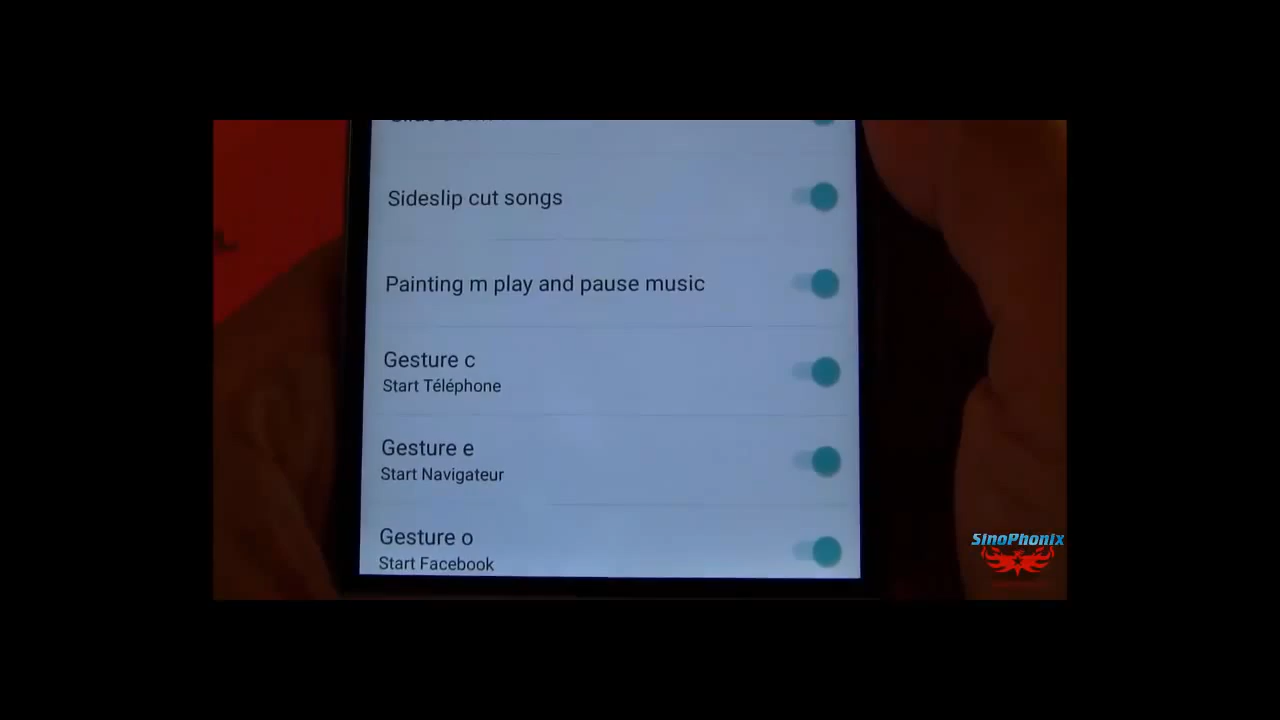 Sideslip cut songs
Painting m play and pause music
Gesture c
Start Téléphone
Gesture e
Start Navigateur
Gesture o
Start Facebook
SinoPhonix